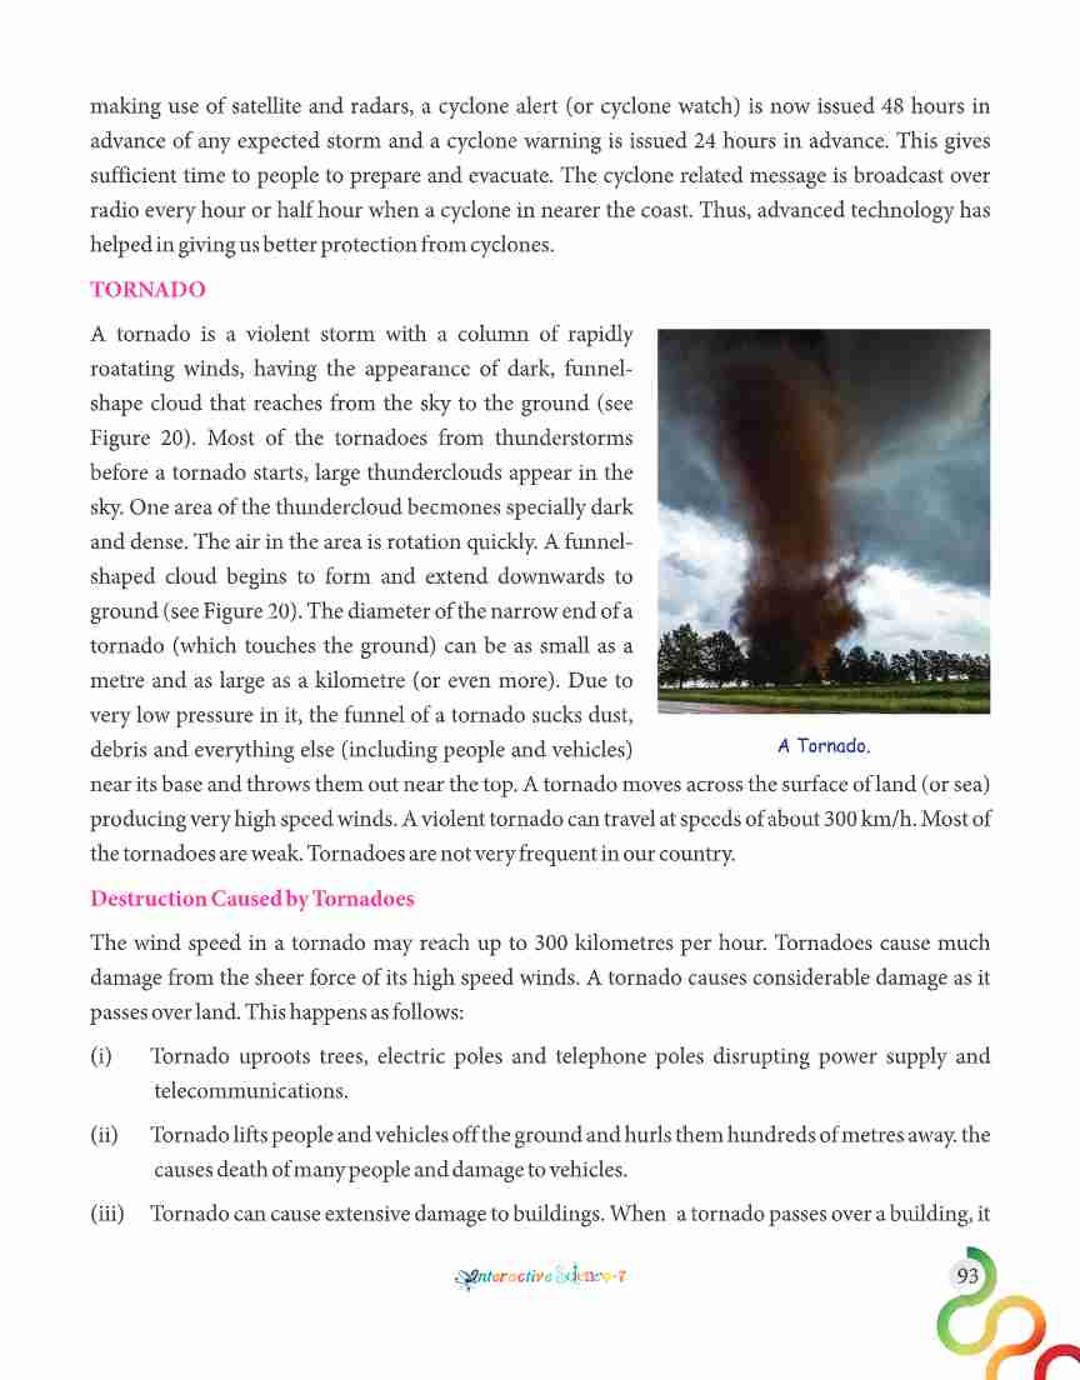 making use of satellite and radars, a cyclone alert (or cyclone watch) is now issued 48 hours in
advance of any expected storm and a cyclone warning is issued 24 hours in advance. This gives
sufficient time to people to prepare and evacuate. The cyclone related message is broadcast over
radio every hour or half hour when a cyclone in nearer the coast. Thus, advanced technology has
helped in giving us better protection from cyclones.
TORNADO
A tornado is a violent storm with a column of rapidly
roatating winds, having the appearance of dark, funnel-
shape cloud that reaches from the sky to the ground (see
Figure 20). Most of the tornadoes from thunderstorms
before a tornado starts, large thunderclouds appear in the
sky. One area of the thundercloud becmones specially dark
and dense. The air in the area is rotation quickly. A funnel-
shaped cloud begins to form and extend downwards to
ground (see Figure 20). The diameter of the narrow end of a
tornado (which touches the ground) can be as small as a
metre and as large as a kilometre (or even more). Due to
very low pressure in it, the funnel of a tornado sucks dust,
debris and everything else (including people and vehicles)
A Tornado.
near its base and throws them out near the top. A tornado moves across the surface of land (or sea)
producing very high speed winds. A violent tornado can travel at speeds of about 300 km/h. Most of
the tornadoes are weak. Tornadoes are not very frequent in our country.
Destruction Caused by Tornadoes
The wind speed in a tornado may reach up to 300 kilometres per hour. Tornadoes cause much
damage from the sheer force of its high speed winds. A tornado causes considerable damage as it
passes over land. This happens as follows:
(i) Tornado uproots trees, electric poles and telephone poles disrupting power supply and
telecommunications.
(ii) Tornado lifts people and vehicles off the ground and hurls them hundreds of metres away. the
causes death of many people and damage to vehicles.
(iii) Tornado can cause extensive damage to buildings. When a tornado passes over a building, it
Interactive Science-7
93